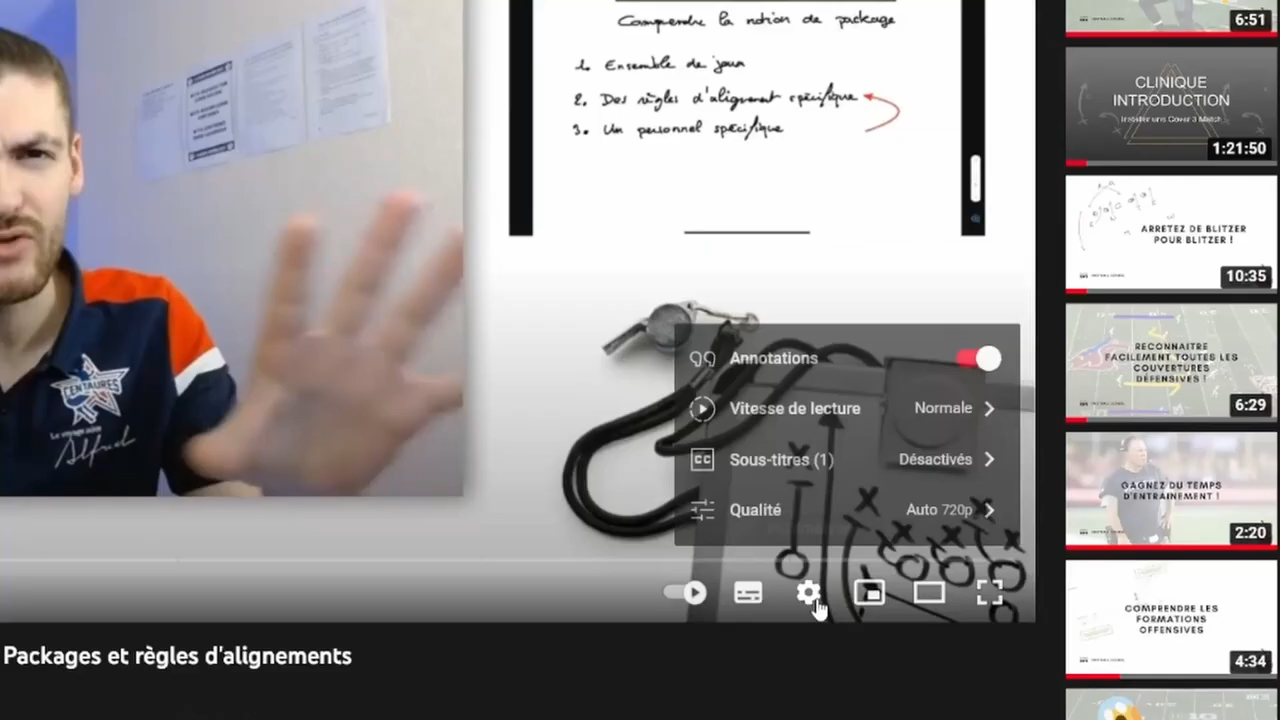 Comprendre la notion de package
1. Ensemble de jeux
2. Des règles d'alignement spécifique
3. Un personnel spécifique
CENTAURES
Alfred
Annotations
Vitesse de lecture Normale
Sous-titres (1) Désactivés
Qualité Auto 720p
Packages et règles d'alignements
6:51
CLINIQUE
INTRODUCTION
Installer une Cover 3 Match
1:21:50
ARRETEZ DE BLITZER
POUR BLITZER !
10:35
RECONNAITRE
FACILEMENT TOUTES LES
COUVERTURES
DÉFENSIVES !
6:29
GAGNEZ DU TEMPS
D'ENTRAINEMENT !
2:20
COMPRENDRE LES
FORMATIONS
OFFENSIVES
4:34